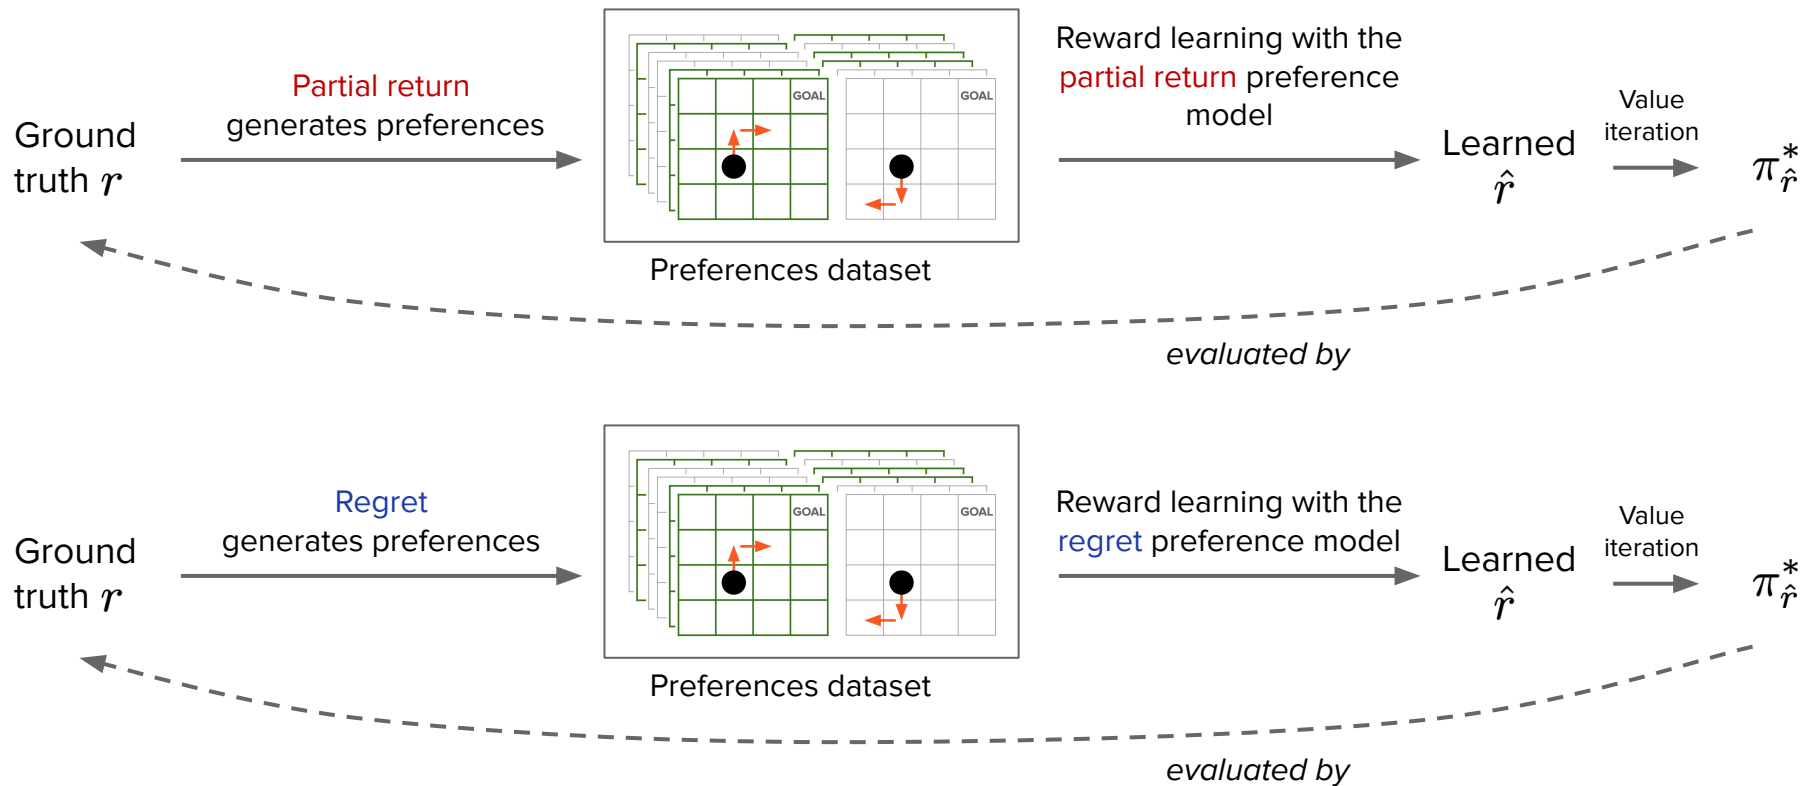 Ground
truth r
Partial return
generates preferences
GOAL GOAL
Preferences dataset
Reward learning with the
partial return preference
model
Learned
r̂
Value
iteration
π*_r̂
evaluated by
Ground
truth r
Regret
generates preferences
GOAL GOAL
Preferences dataset
Reward learning with the
regret preference model
Learned
r̂
Value
iteration
π*_r̂
evaluated by